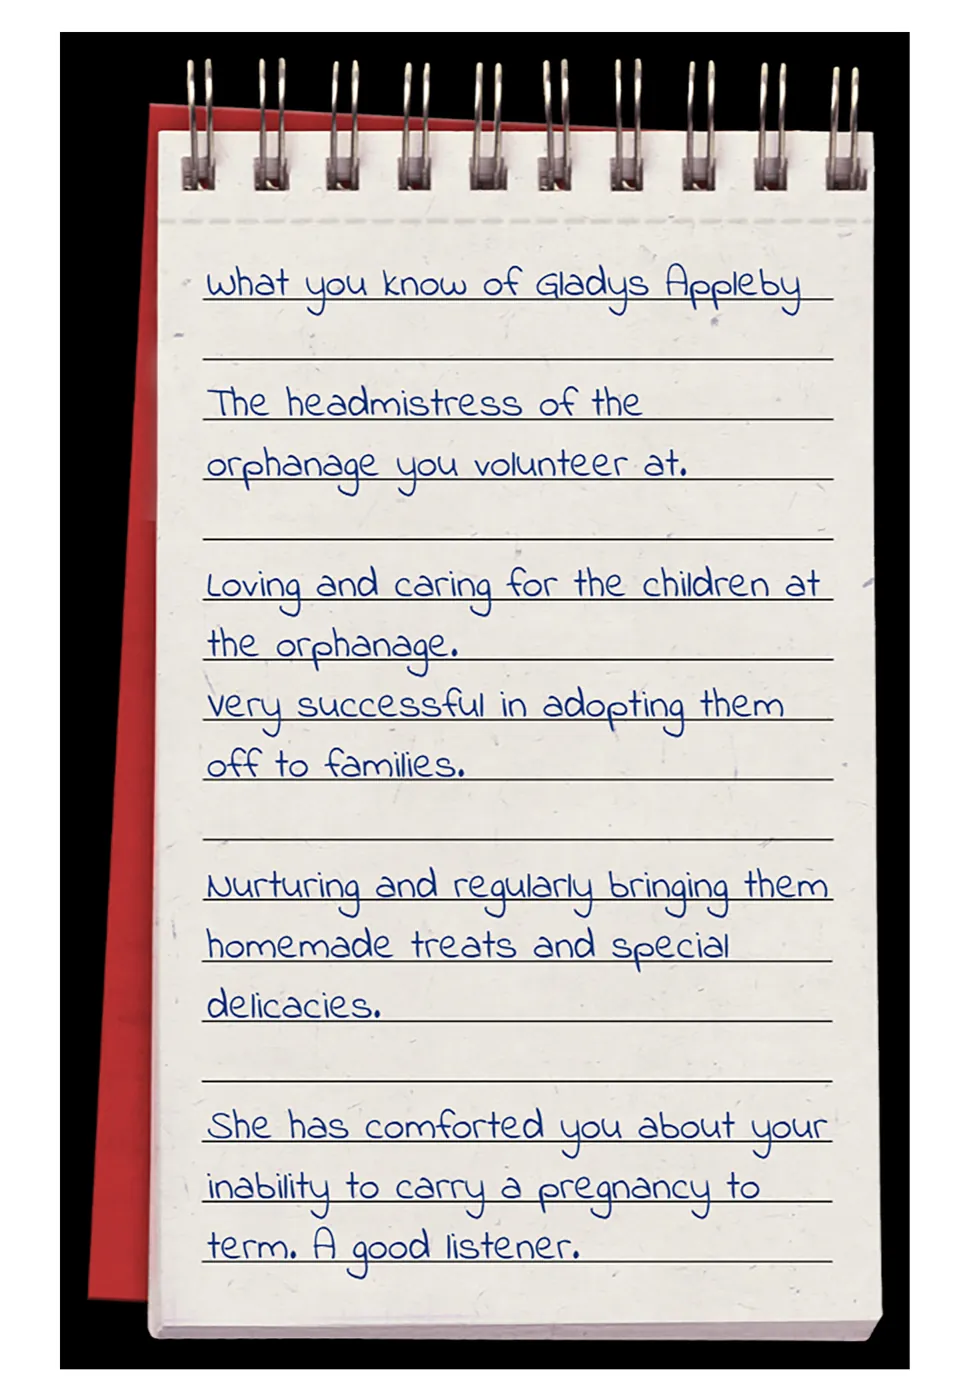 What you know of Gladys Appleby
The headmistress of the
orphanage you volunteer at.
Loving and caring for the children at
the orphanage.
Very successful in adopting them
off to families.
Nurturing and regularly bringing them
homemade treats and special
delicacies.
She has comforted you about your
inability to carry a pregnancy to
term. A good listener.